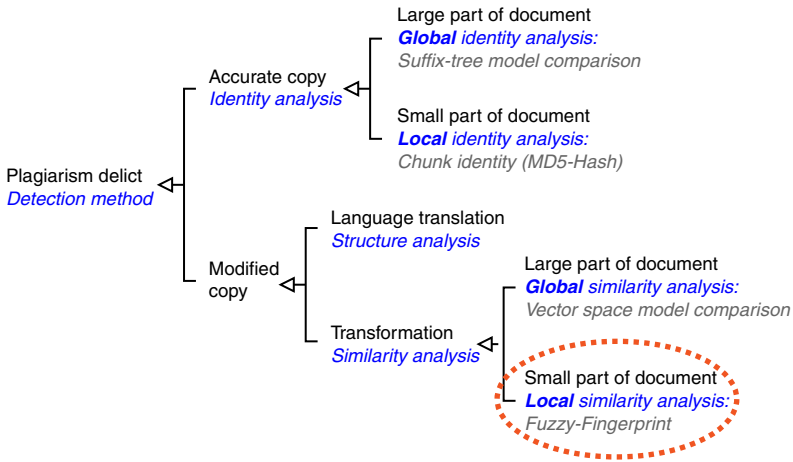 Large part of document
Global identity analysis:
Suffix-tree model comparison
Accurate copy
Identity analysis
Small part of document
Local identity analysis:
Chunk identity (MD5-Hash)
Plagiarism delict
Detection method
Language translation
Structure analysis
Modified
copy
Large part of document
Global similarity analysis:
Vector space model comparison
Transformation
Similarity analysis
Small part of document
Local similarity analysis:
Fuzzy-Fingerprint